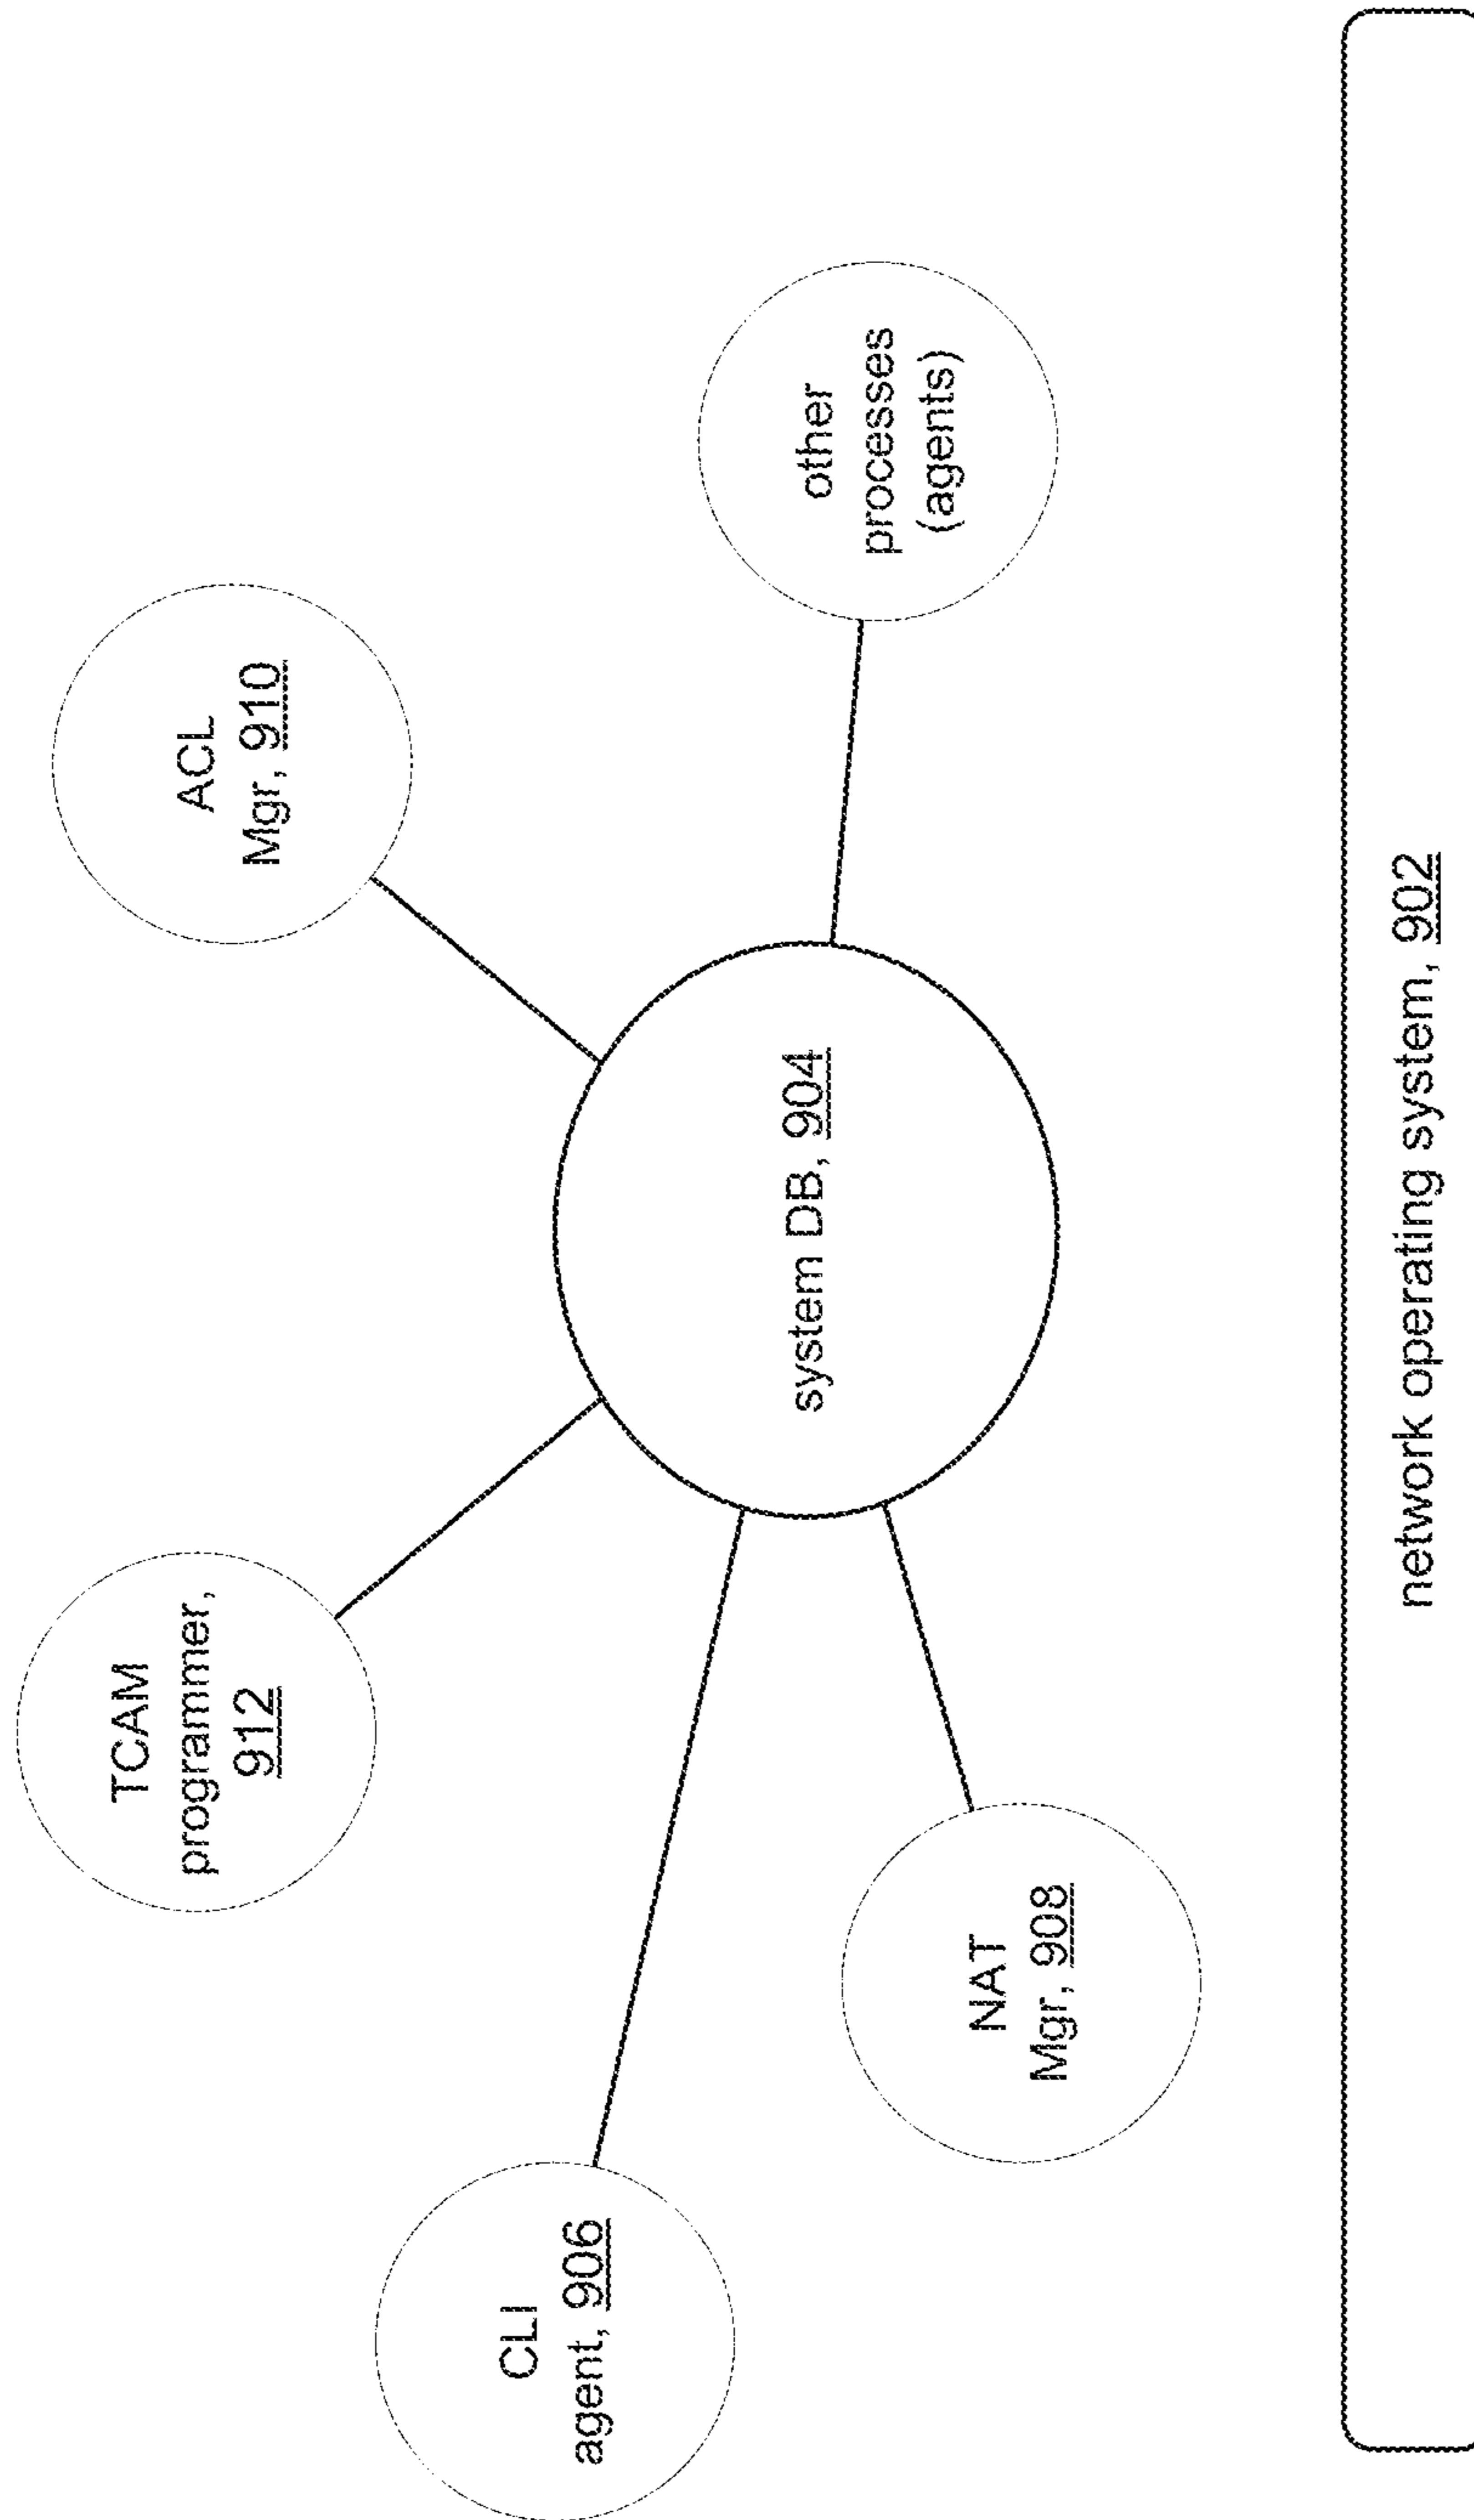 TCAM
programmer,
912
ACL
Mgr, 910
CLI
agent, 906
system DB, 904
other
processes
(agents)
NAT
Mgr, 908
network operating system, 902